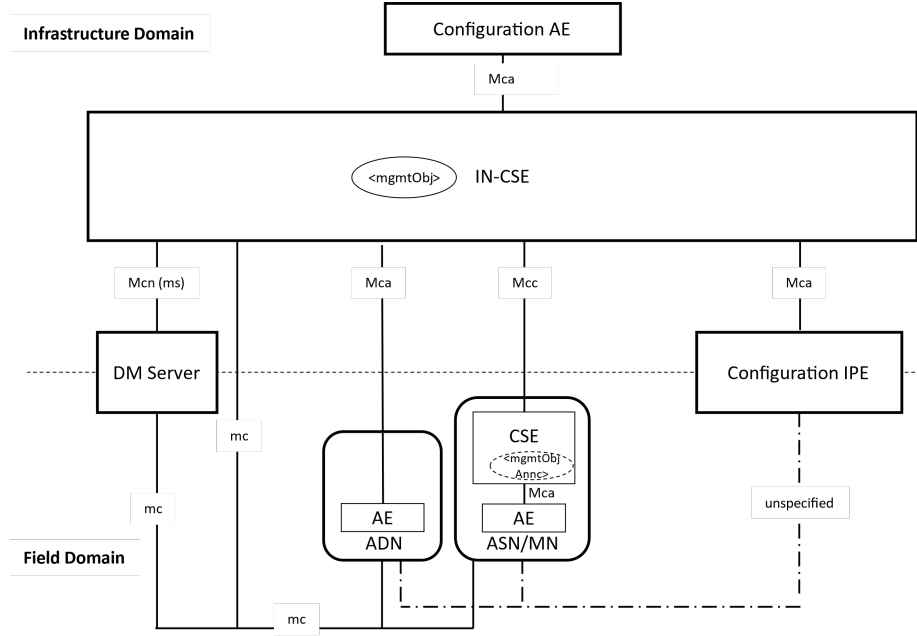 Infrastructure Domain
Configuration AE
Mca
<mgmtObj>
IN-CSE
Mcn (ms)
Mca
Mcc
Mca
DM Server
Configuration IPE
mc
CSE
<mgmtObj
Annc>
Mca
mc
unspecified
AE
AE
ADN
ASN/MN
Field Domain
mc